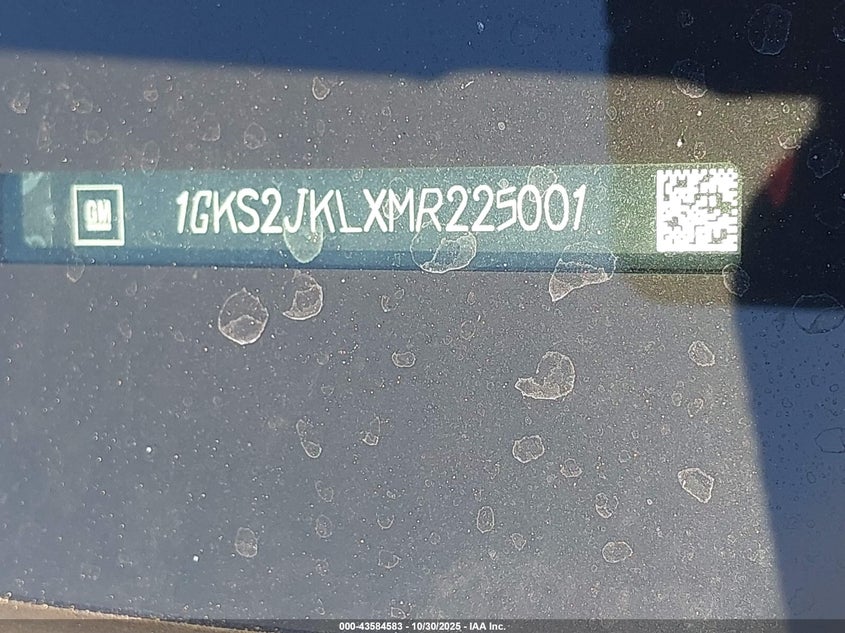 GM 1GKS2JKLXMR225001
000-43584583 - 10/30/2025 - IAA Inc.